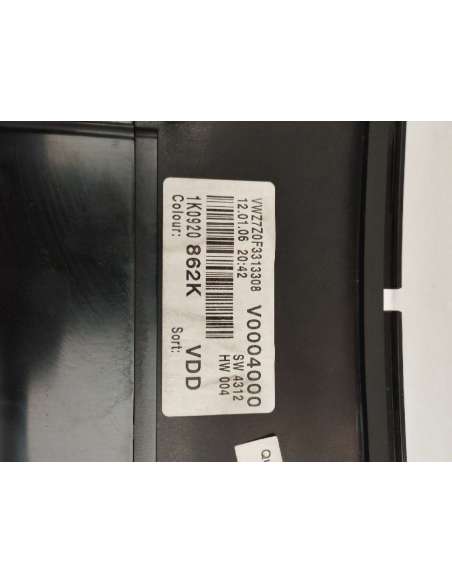 VWZ7Z0F3313308
12.01.06 20:42
V0004000
SW 4312
HW 004
1K0920 862K
VDD
Colour:
Sort: